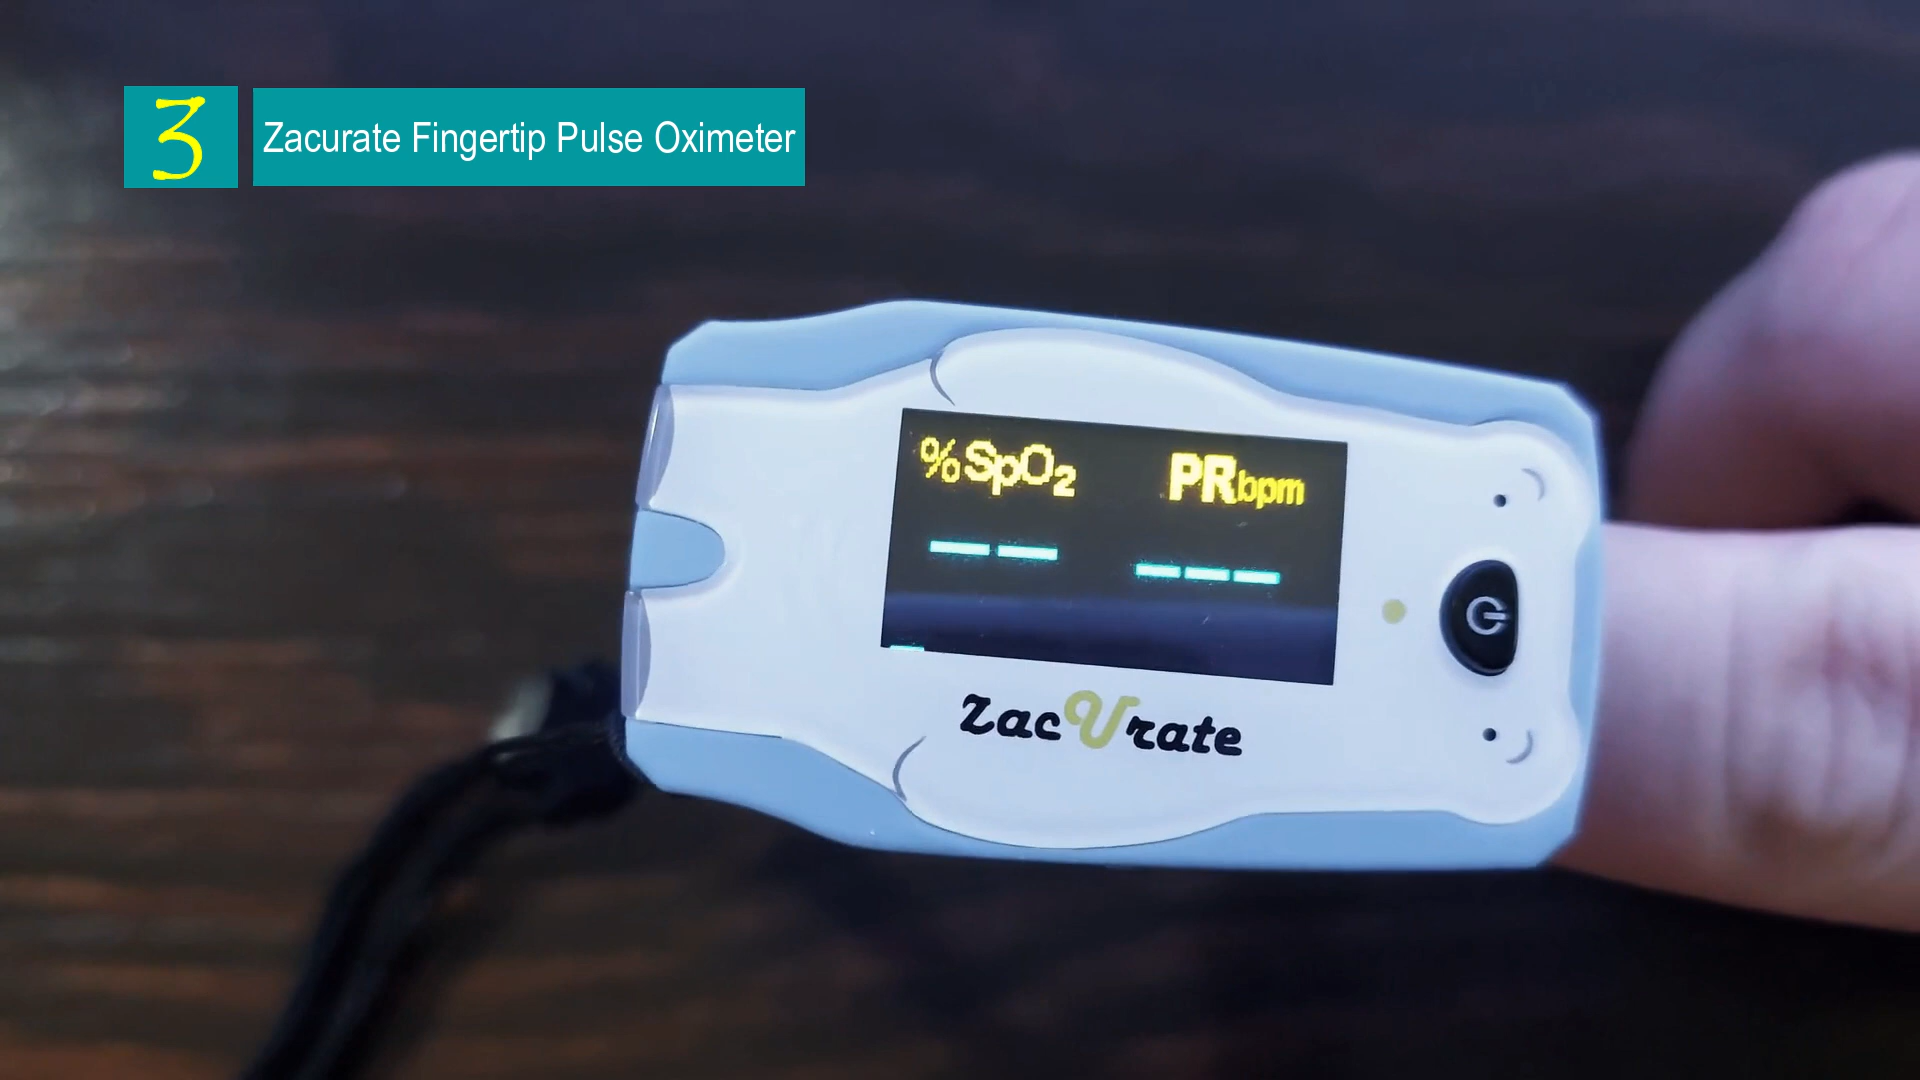 3
Zacurate Fingertip Pulse Oximeter
%SpO₂ PRbpm
-- ---
zacUrate